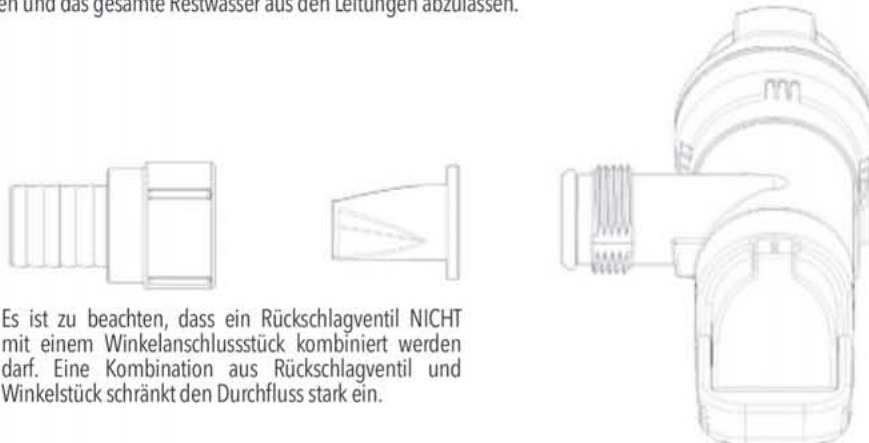 en und das gesamte Restwasser aus den Leitungen abzulassen.
Es ist zu beachten, dass ein Rückschlagventil NICHT
mit einem Winkelanschlussstück kombiniert werden
darf. Eine Kombination aus Rückschlagventil und
Winkelstück schränkt den Durchfluss stark ein.